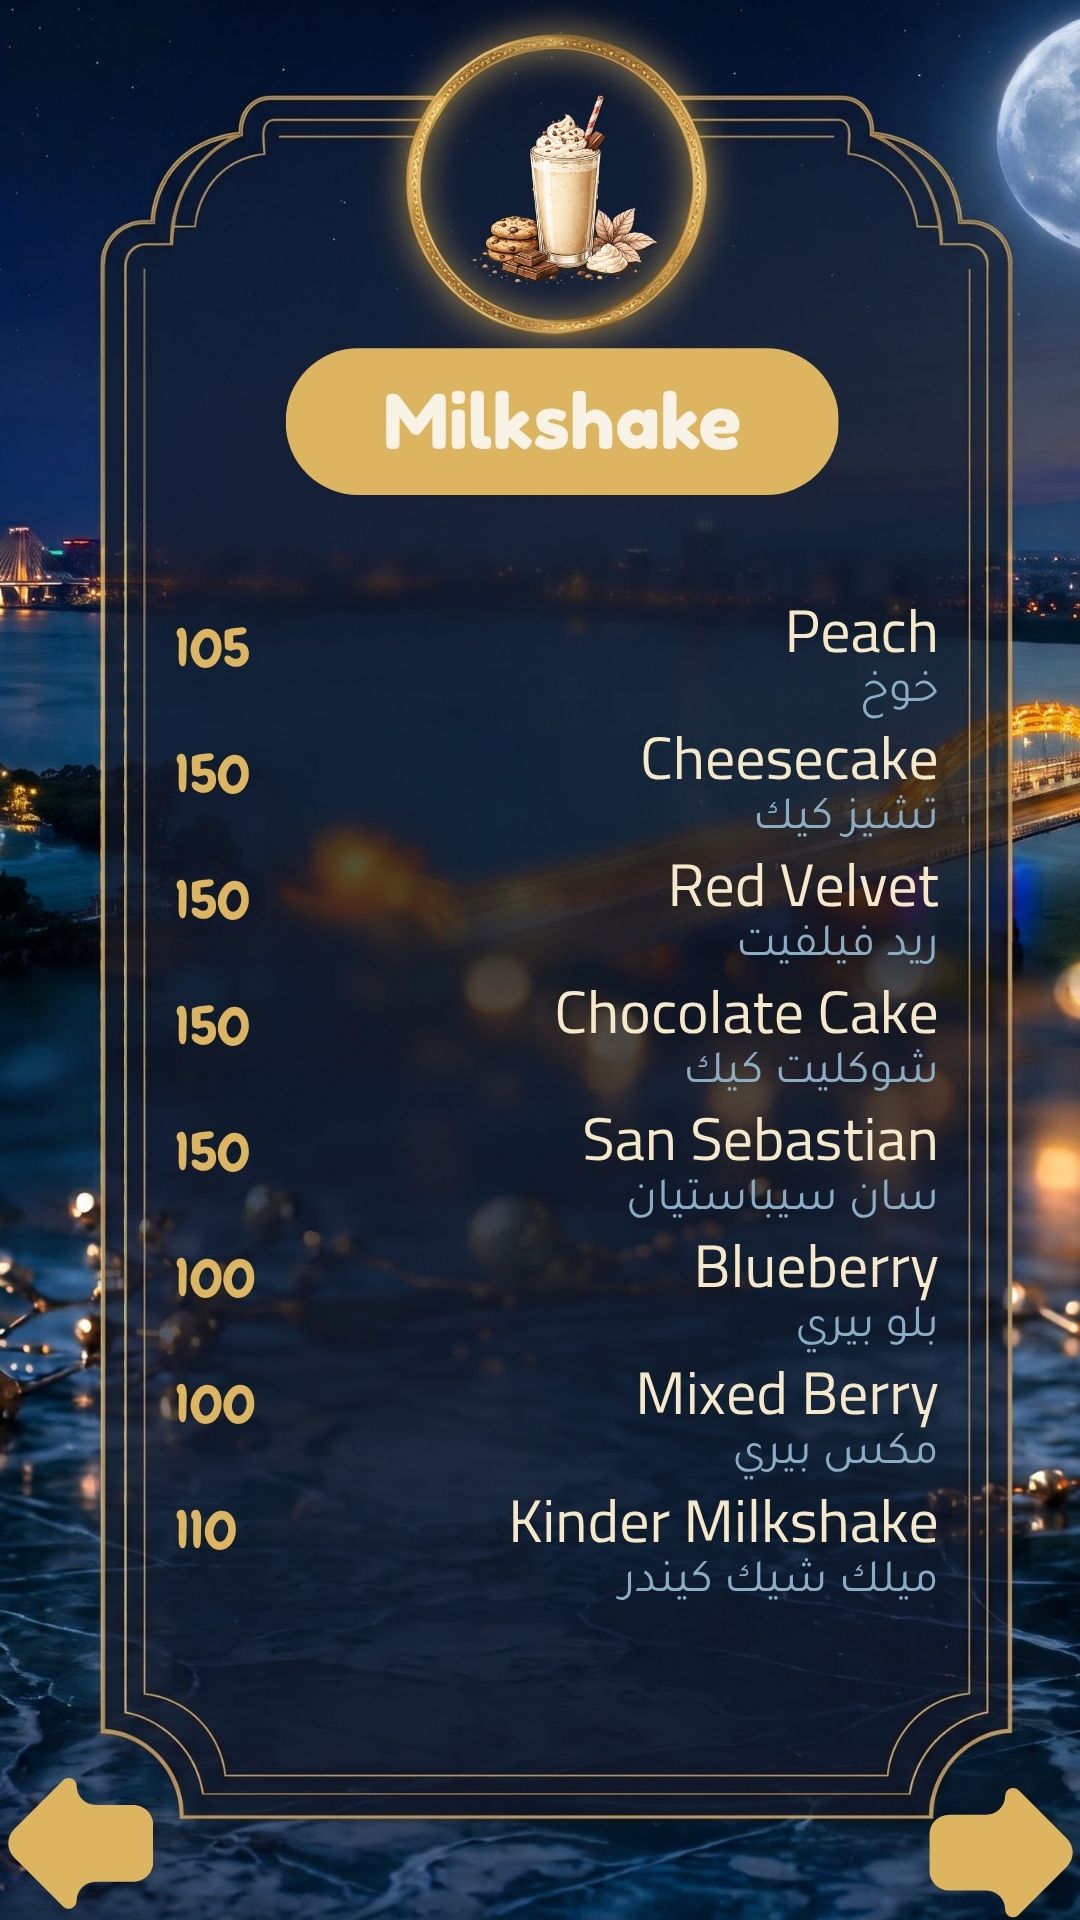 Milkshake
105 Peach
خوخ
150 Cheesecake
تشيز كيك
150 Red Velvet
ريد فيلفيت
150 Chocolate Cake
شوكليت كيك
150 San Sebastian
سان سيباستيان
100 Blueberry
بلو بيري
100 Mixed Berry
مكس بيري
110 Kinder Milkshake
ميلك شيك كيندر